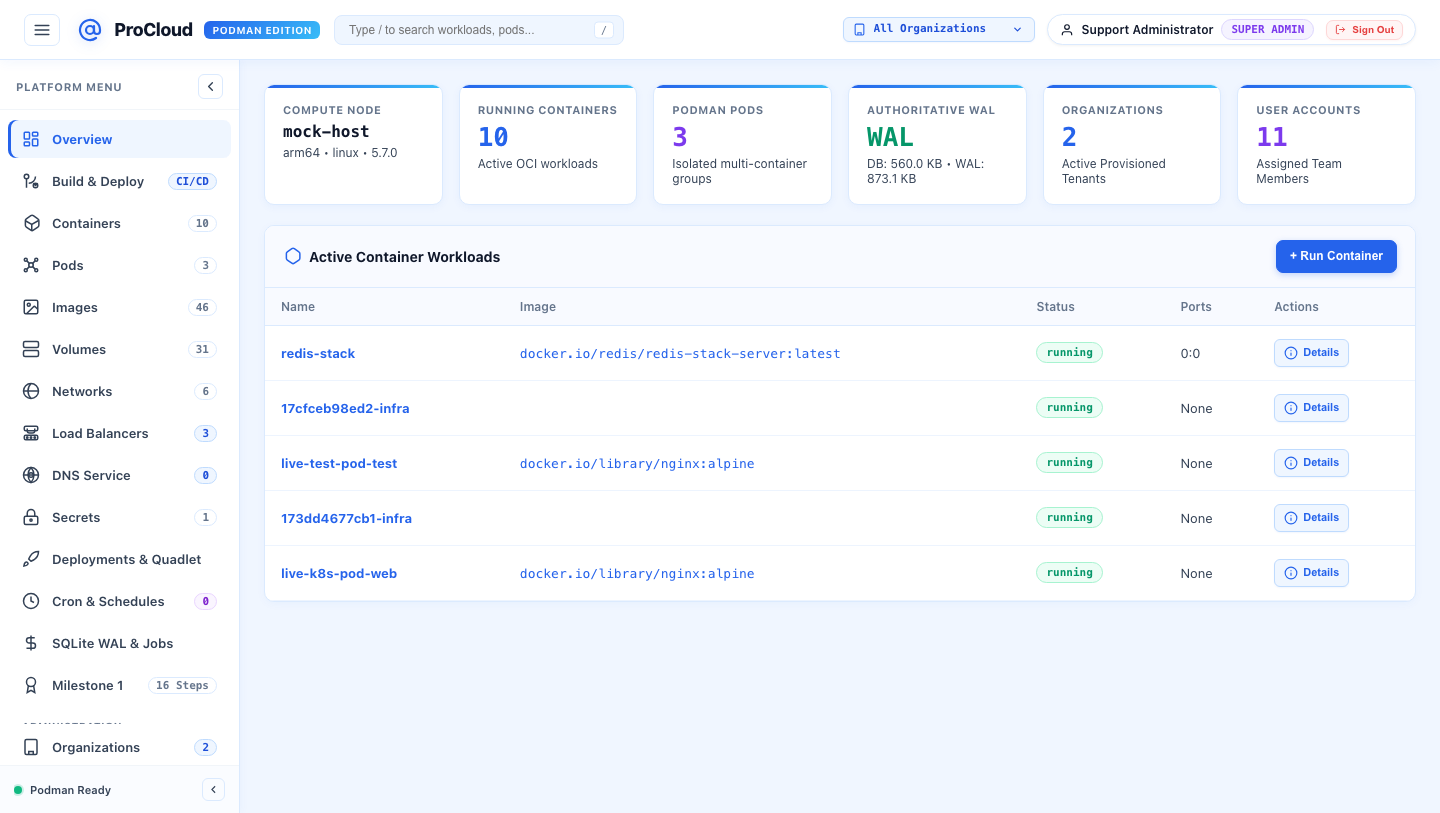 ProCloud
PODMAN EDITION
Type / to search workloads, pods...
/
All Organizations
Support Administrator
SUPER ADMIN
Sign Out
PLATFORM MENU
Overview
Build & Deploy
CI/CD
Containers
10
Pods
3
Images
46
Volumes
31
Networks
6
Load Balancers
3
DNS Service
0
Secrets
1
Deployments & Quadlet
Cron & Schedules
0
SQLite WAL & Jobs
Milestone 1
16 Steps
Organizations
2
Podman Ready
COMPUTE NODE
mock-host
arm64 • linux • 5.7.0
RUNNING CONTAINERS
10
Active OCI workloads
PODMAN PODS
3
Isolated multi-container
groups
AUTHORITATIVE WAL
WAL
DB: 560.0 KB • WAL:
873.1 KB
ORGANIZATIONS
2
Active Provisioned
Tenants
USER ACCOUNTS
11
Assigned Team
Members
Active Container Workloads
+ Run Container
Name Image Status Ports Actions
redis-stack docker.io/redis/redis-stack-server:latest running 0:0 Details
17cfceb98ed2-infra running None Details
live-test-pod-test docker.io/library/nginx:alpine running None Details
173dd4677cb1-infra running None Details
live-k8s-pod-web docker.io/library/nginx:alpine running None Details